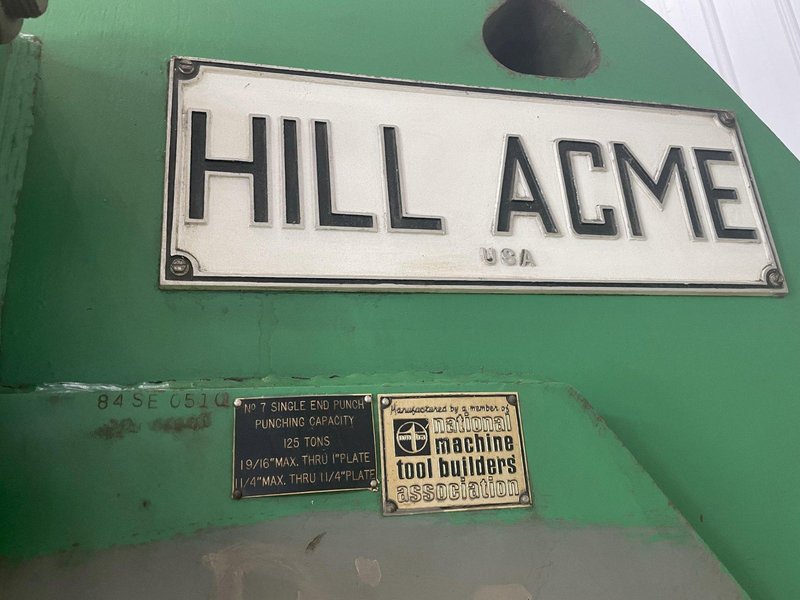 HILL ACME
USA
84 SE 051
Nº 7 SINGLE END PUNCH
PUNCHING CAPACITY
125 TONS
1 9/16" MAX. THRU 1" PLATE
1 1/4" MAX. THRU 1 1/4" PLATE
Manufactured by a member of
national
machine
tool builders'
association